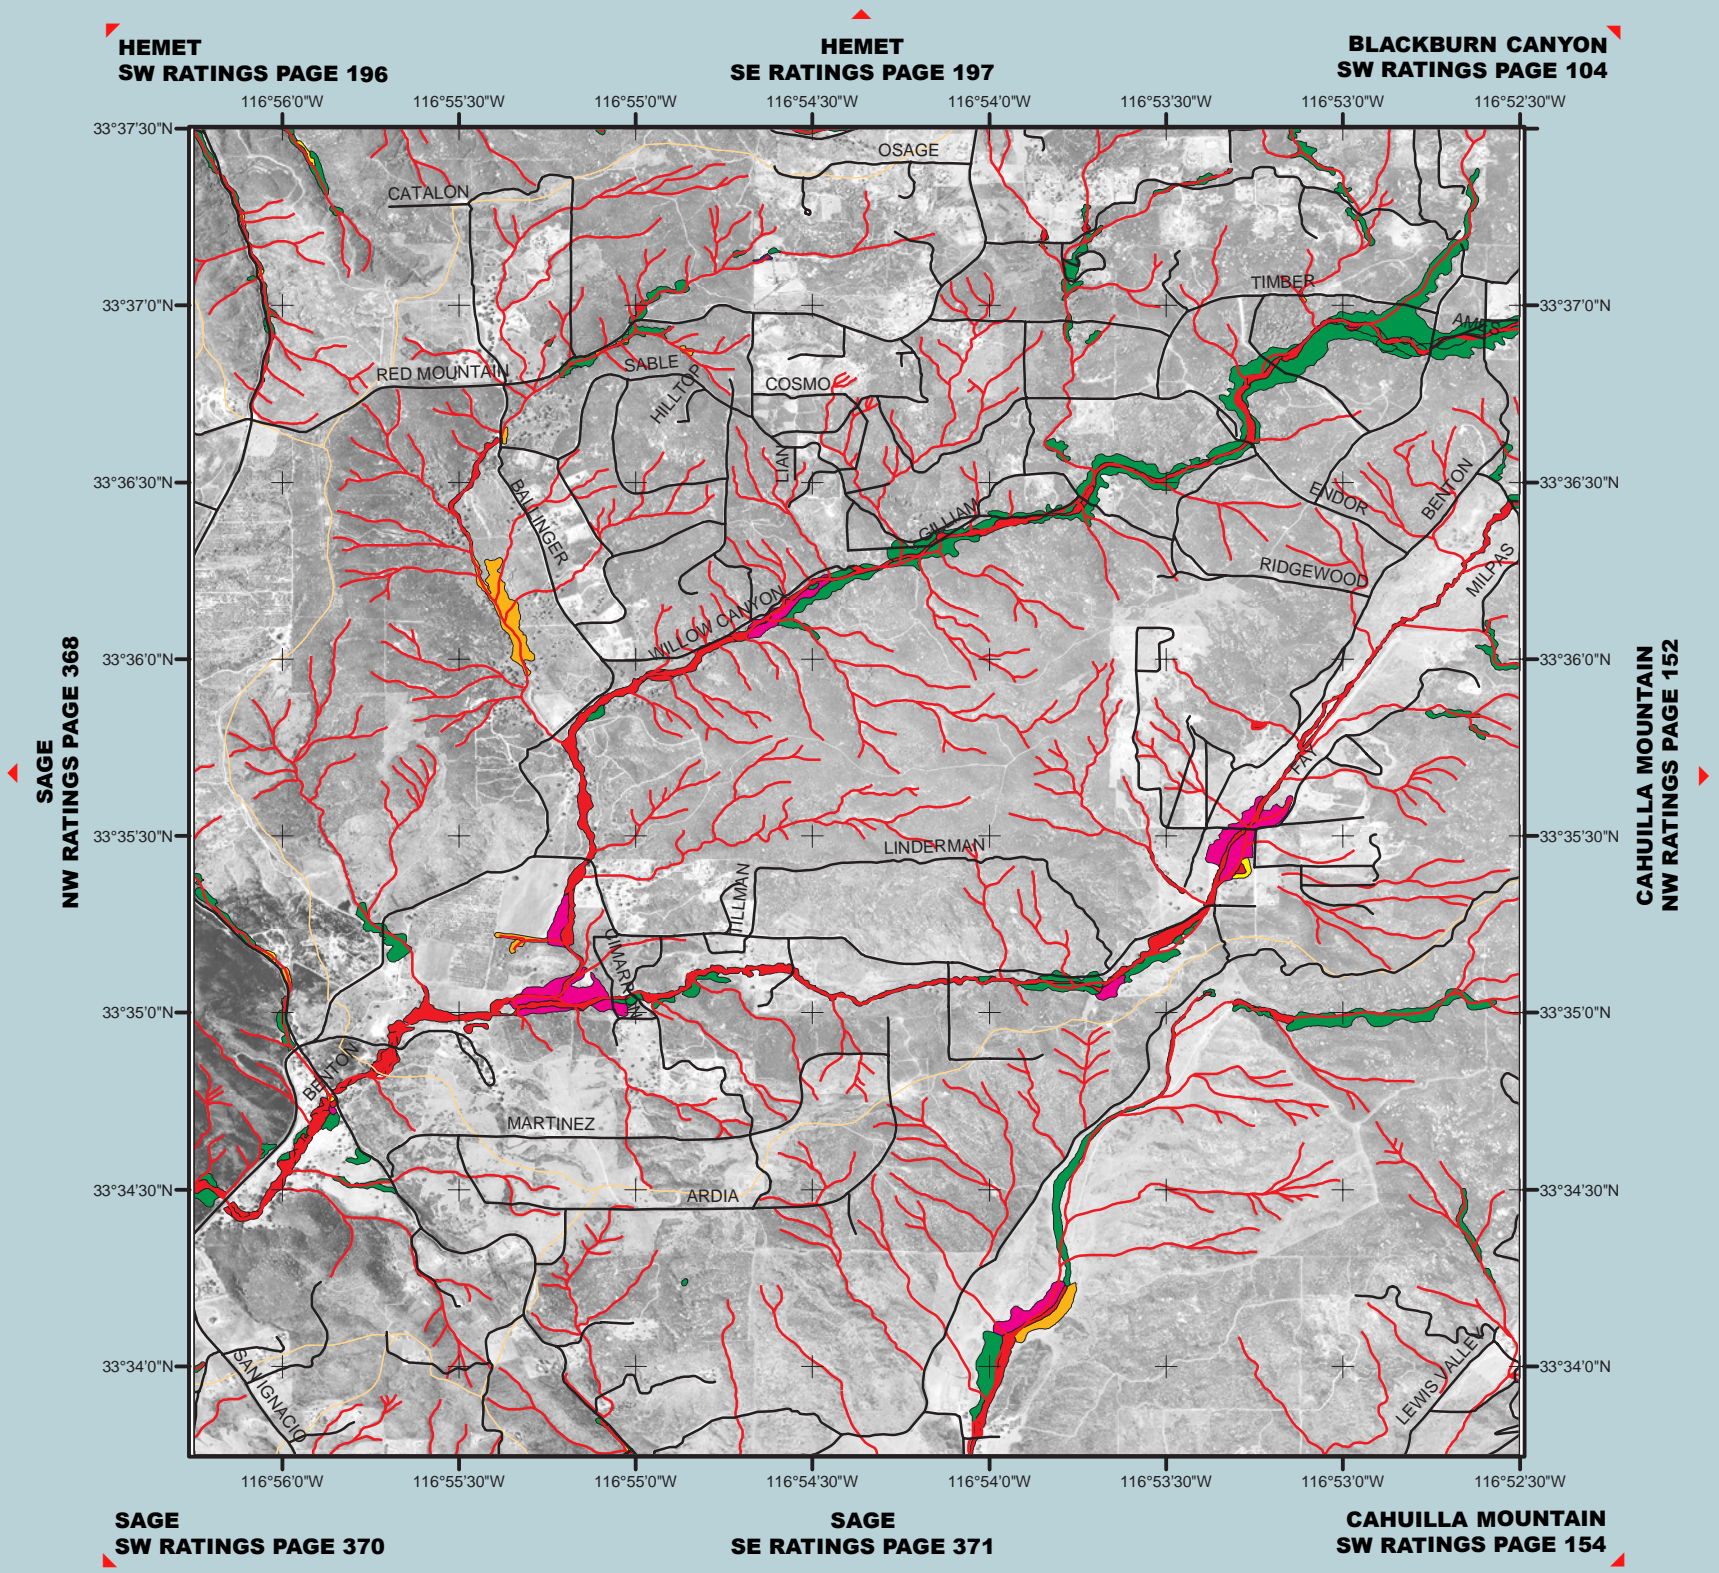 HEMET
SW RATINGS PAGE 196
HEMET
SE RATINGS PAGE 197
BLACKBURN CANYON
SW RATINGS PAGE 104
116°56'0"W
116°55'30"W
116°55'0"W
116°54'30"W
116°54'0"W
116°53'30"W
116°53'0"W
116°52'30"W
33°37'30"N
OSAGE
CATALON
TIMBER
33°37'0"N
33°37'0"N
AMES
SABLE
RED MOUNTAIN
HILLTOP
COSMO
LIAN
33°36'30"N
33°36'30"N
BALLINGER
ENDOR
BENTON
GILLIAM
MILPAS
RIDGEWOOD
WILLOW CANYON
33°36'0"N
33°36'0"N
SAGE
NW RATINGS PAGE 368
CAHUILLA MOUNTAIN
NW RATINGS PAGE 152
FAY
33°35'30"N
33°35'30"N
LINDERMAN
TILLMAN
CIMARRON
33°35'0"N
33°35'0"N
BENTON
MARTINEZ
33°34'30"N
33°34'30"N
ARDIA
33°34'0"N
33°34'0"N
SAN IGNACIO
LEWIS VALLEY
116°56'0"W
116°55'30"W
116°55'0"W
116°54'30"W
116°54'0"W
116°53'30"W
116°53'0"W
116°52'30"W
SAGE
SW RATINGS PAGE 370
SAGE
SE RATINGS PAGE 371
CAHUILLA MOUNTAIN
SW RATINGS PAGE 154